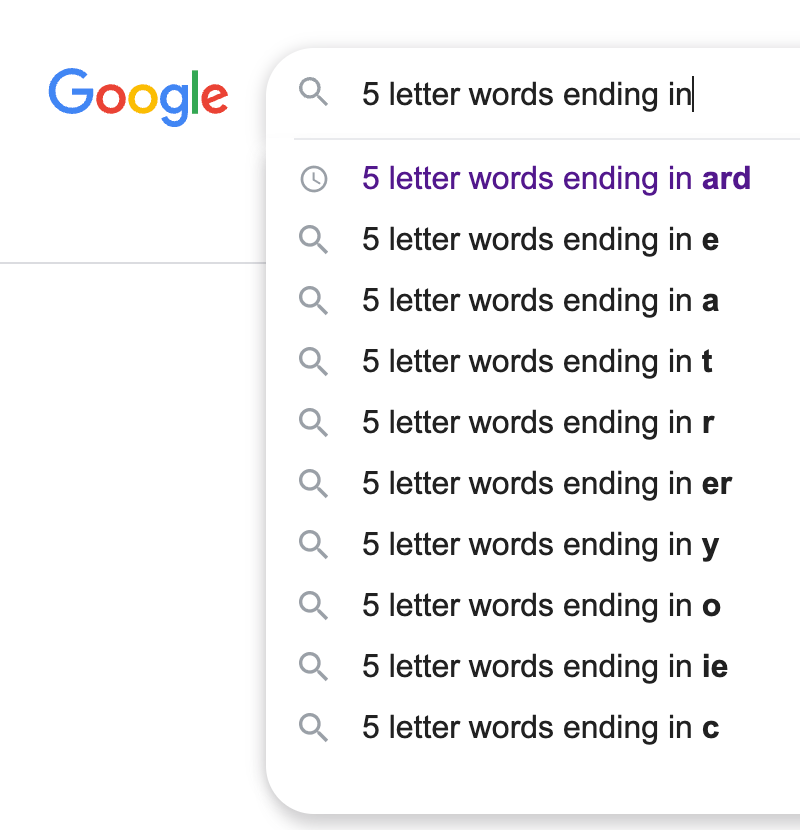 Google
5 letter words ending in
5 letter words ending in ard
5 letter words ending in e
5 letter words ending in a
5 letter words ending in t
5 letter words ending in r
5 letter words ending in er
5 letter words ending in y
5 letter words ending in o
5 letter words ending in ie
5 letter words ending in c